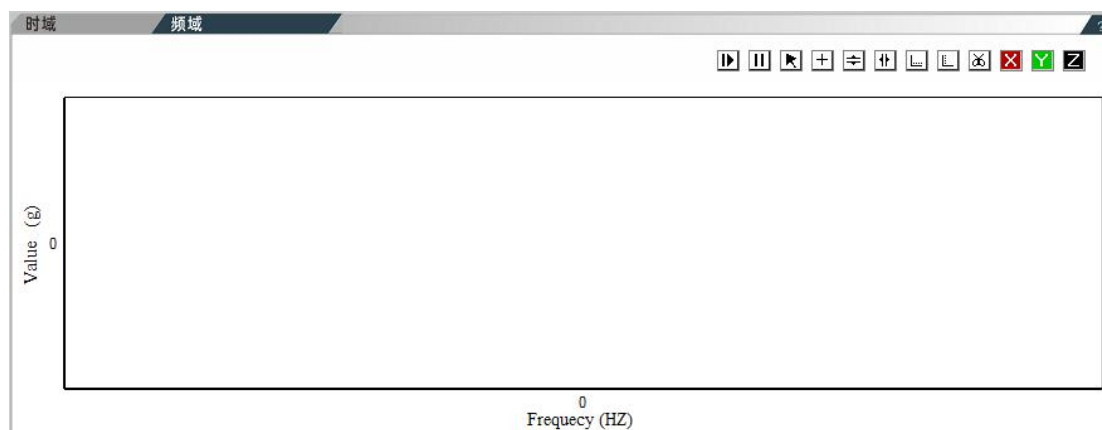 时域
频域
?
X Y Z
Value (g)
0
0
Frequecy (HZ)